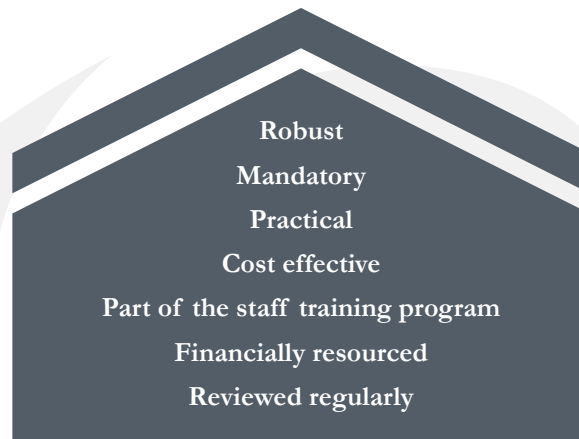 Robust
Mandatory
Practical
Cost effective
Part of the staff training program
Financially resourced
Reviewed regularly